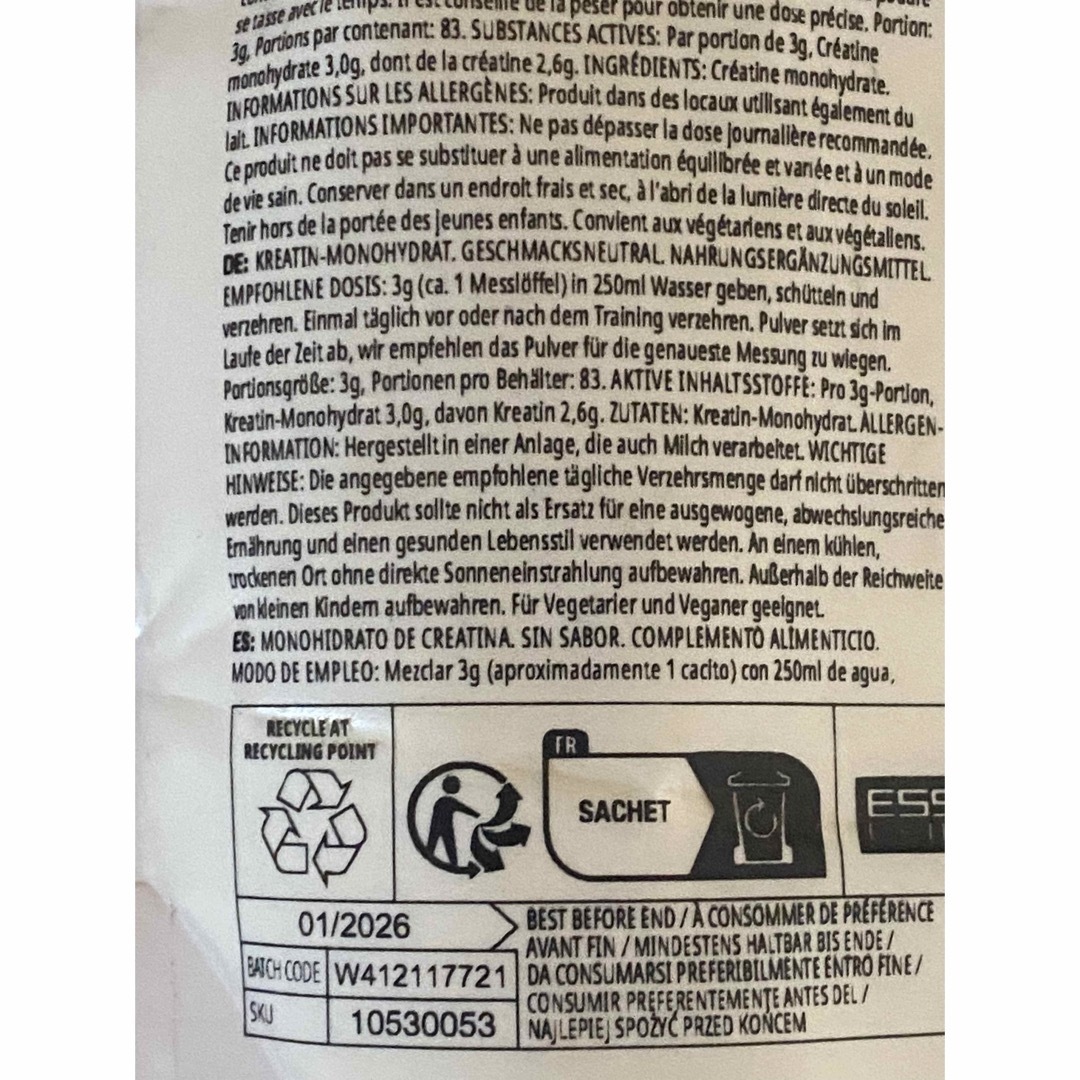 se tasse avec le temps. Il est conseillé de la peser pour obtenir une dose précise. Portion:
3g, Portions par contenant: 83. SUBSTANCES ACTIVES: Par portion de 3g, Créatine
monohydrate 3,0g, dont de la créatine 2,6g. INGRÉDIENTS: Créatine monohydrate.
INFORMATIONS SUR LES ALLERGÈNES: Produit dans des locaux utilisant également du
lait. INFORMATIONS IMPORTANTES: Ne pas dépasser la dose journalière recommandée.
Ce produit ne doit pas se substituer à une alimentation équilibrée et variée et à un mode
de vie sain. Conserver dans un endroit frais et sec, à l'abri de la lumière directe du soleil.
Tenir hors de la portée des jeunes enfants. Convient aux végétariens et aux végétaliens.
DE: KREATIN-MONOHYDRAT. GESCHMACKSNEUTRAL. NAHRUNGSERGÄNZUNGSMITTEL.
EMPFOHLENE DOSIS: 3g (ca. 1 Messlöffel) in 250ml Wasser geben, schütteln und
verzehren. Einmal täglich vor oder nach dem Training verzehren. Pulver setzt sich im
Laufe der Zeit ab, wir empfehlen das Pulver für die genaueste Messung zu wiegen.
Portionsgröße: 3g, Portionen pro Behälter: 83. AKTIVE INHALTSSTOFFE: Pro 3g-Portion,
Kreatin-Monohydrat 3,0g, davon Kreatin 2,6g. ZUTATEN: Kreatin-Monohydrat. ALLERGEN-
INFORMATION: Hergestellt in einer Anlage, die auch Milch verarbeitet. WICHTIGE
HINWEISE: Die angegebene empfohlene tägliche Verzehrsmenge darf nicht überschritten
werden. Dieses Produkt sollte nicht als Ersatz für eine ausgewogene, abwechslungsreiche
Ernährung und einen gesunden Lebensstil verwendet werden. An einem kühlen,
trockenen Ort ohne direkte Sonneneinstrahlung aufbewahren. Außerhalb der Reichweite
von kleinen Kindern aufbewahren. Für Vegetarier und Veganer geeignet.
ES: MONOHIDRATO DE CREATINA. SIN SABOR. COMPLEMENTO ALIMENTICIO.
MODO DE EMPLEO: Mezclar 3g (aproximadamente 1 cacito) con 250ml de agua,
RECYCLE AT
RECYCLING POINT
FR
SACHET
ESS
01/2026
BATCH CODE W412117721
SKU 10530053
BEST BEFORE END / À CONSOMMER DE PRÉFÉRENCE
AVANT FIN / MINDESTENS HALTBAR BIS ENDE /
DA CONSUMARSI PREFERIBILMENTE ENTRO FINE /
CONSUMIR PREFERENTEMENTE ANTES DEL /
NAJLEPIEJ SPOŻYĆ PRZED KOŃCEM